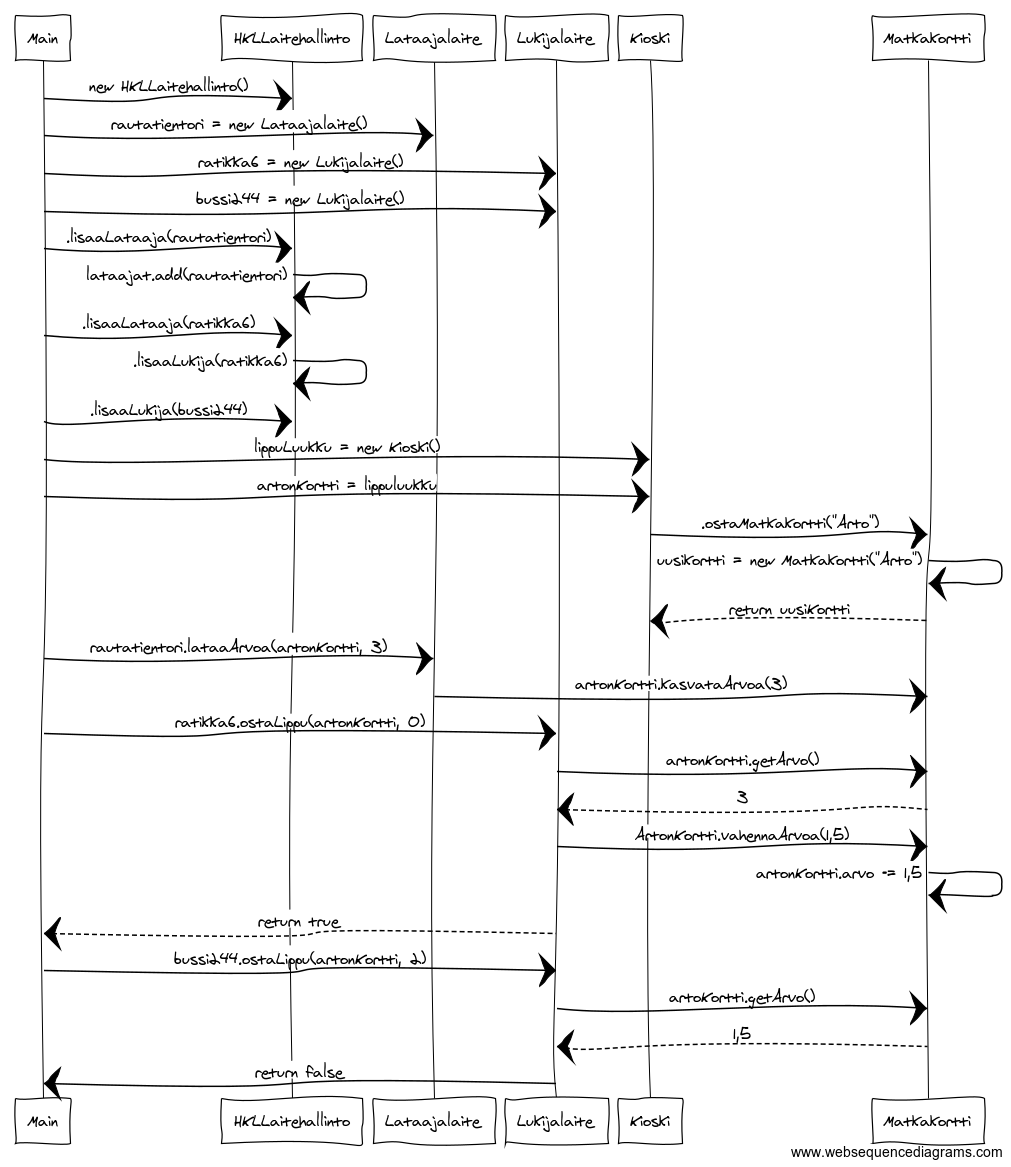 Main HKLLaitehallinto Lataajalaite Lukijalaite Kioski Matkakortti
new HKLLaitehallinto()
rautatientori = new Lataajalaite()
ratikka6 = new Lukijalaite()
bussi244 = new Lukijalaite()
.lisaaLataaja(rautatientori)
lataajat.add(rautatientori)
.lisaaLataaja(ratikka6)
.lisaaLukija(ratikka6)
.lisaaLukija(bussi244)
lippuLuukku = new Kioski()
artonKortti = lippuluukku
.ostaMatkakortti("Arto")
uusiKortti = new Matkakortti("Arto")
return uusiKortti
rautatientori.lataaArvoa(artonKortti, 3)
artonKortti.kasvataArvoa(3)
ratikka6.ostaLippu(artonKortti, 0)
artonKortti.getArvo()
3
ArtonKortti.vahennaArvoa(1,5)
artonKortti.arvo -= 1,5
return true
bussi244.ostaLippu(artonKortti, 2)
artoKortti.getArvo()
1,5
return false
Main HKLLaitehallinto Lataajalaite Lukijalaite Kioski Matkakortti
www.websequencediagrams.com